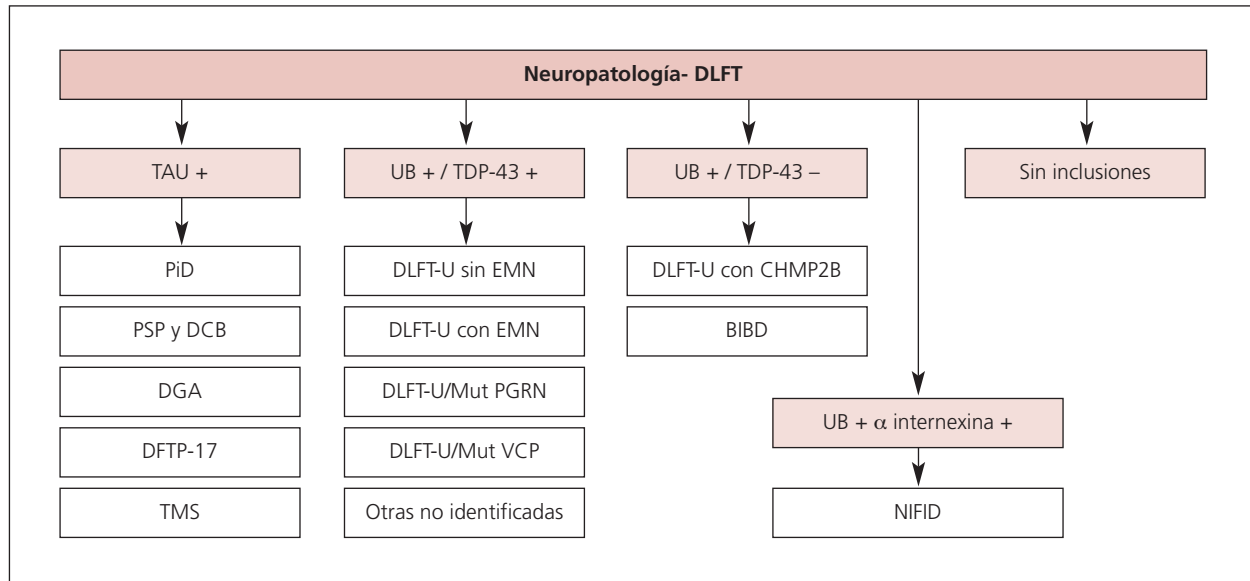 Neuropatología- DLFT
TAU +
PiD
PSP y DCB
DGA
DFTP-17
TMS
UB + / TDP-43 +
DLFT-U sin EMN
DLFT-U con EMN
DLFT-U/Mut PGRN
DLFT-U/Mut VCP
Otras no identificadas
UB + / TDP-43 –
DLFT-U con CHMP2B
BIBD
UB + α internexina +
NIFID
Sin inclusiones